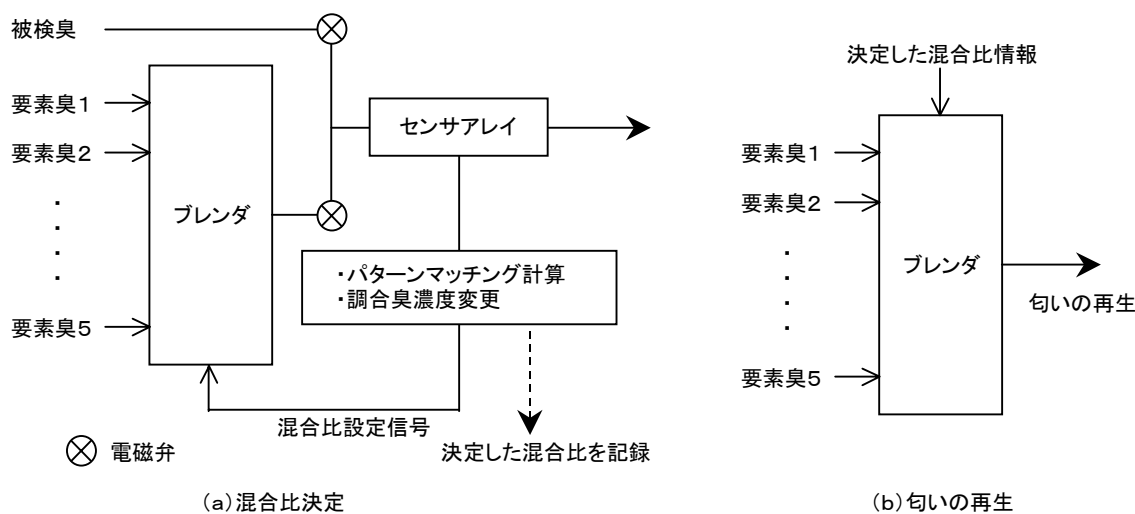 被検臭
要素臭1
要素臭2
・
・
・
・
要素臭5
ブレンダ
センサアレイ
・パターンマッチング計算
・調合臭濃度変更
混合比設定信号
決定した混合比を記録
電磁弁
(a)混合比決定
決定した混合比情報
要素臭1
要素臭2
・
・
・
・
要素臭5
ブレンダ
匂いの再生
(b)匂いの再生